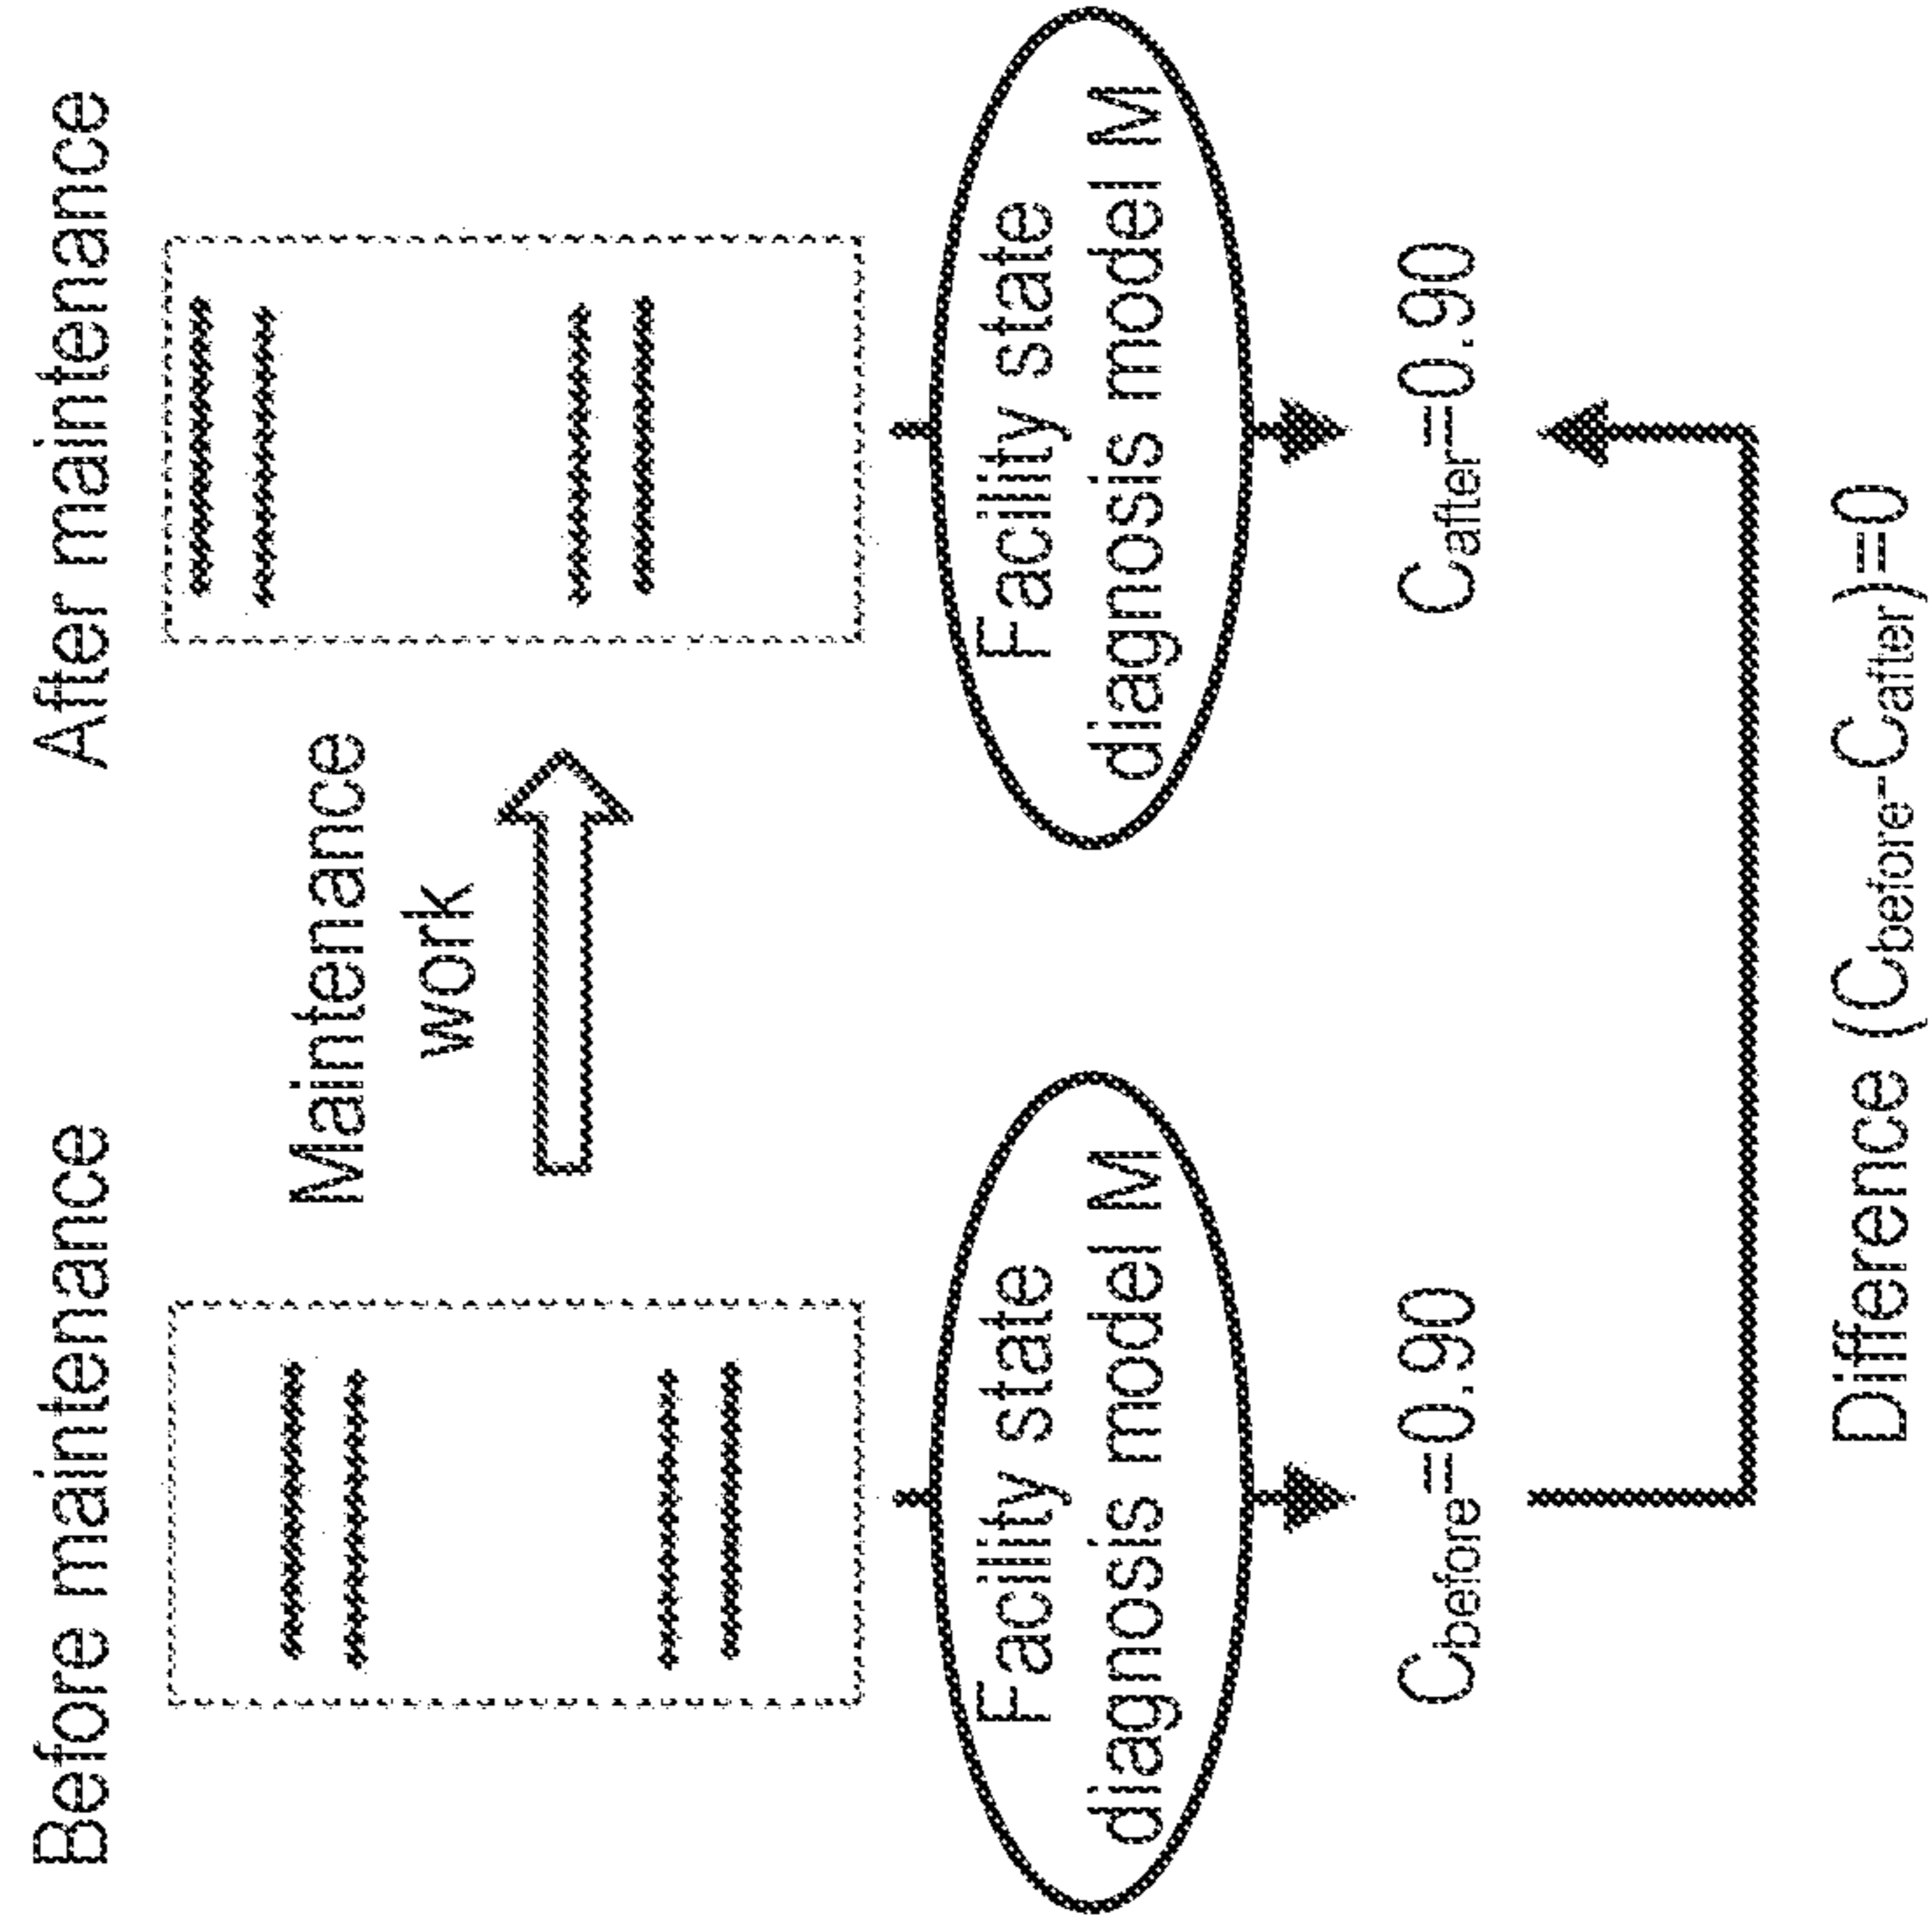 Before maintenance
After maintenance
Maintenance
work
Facility state
diagnosis model M
Facility state
diagnosis model M
Cbefore=0.90
Cafter=0.90
Difference (Cbefore-Cafter)=0